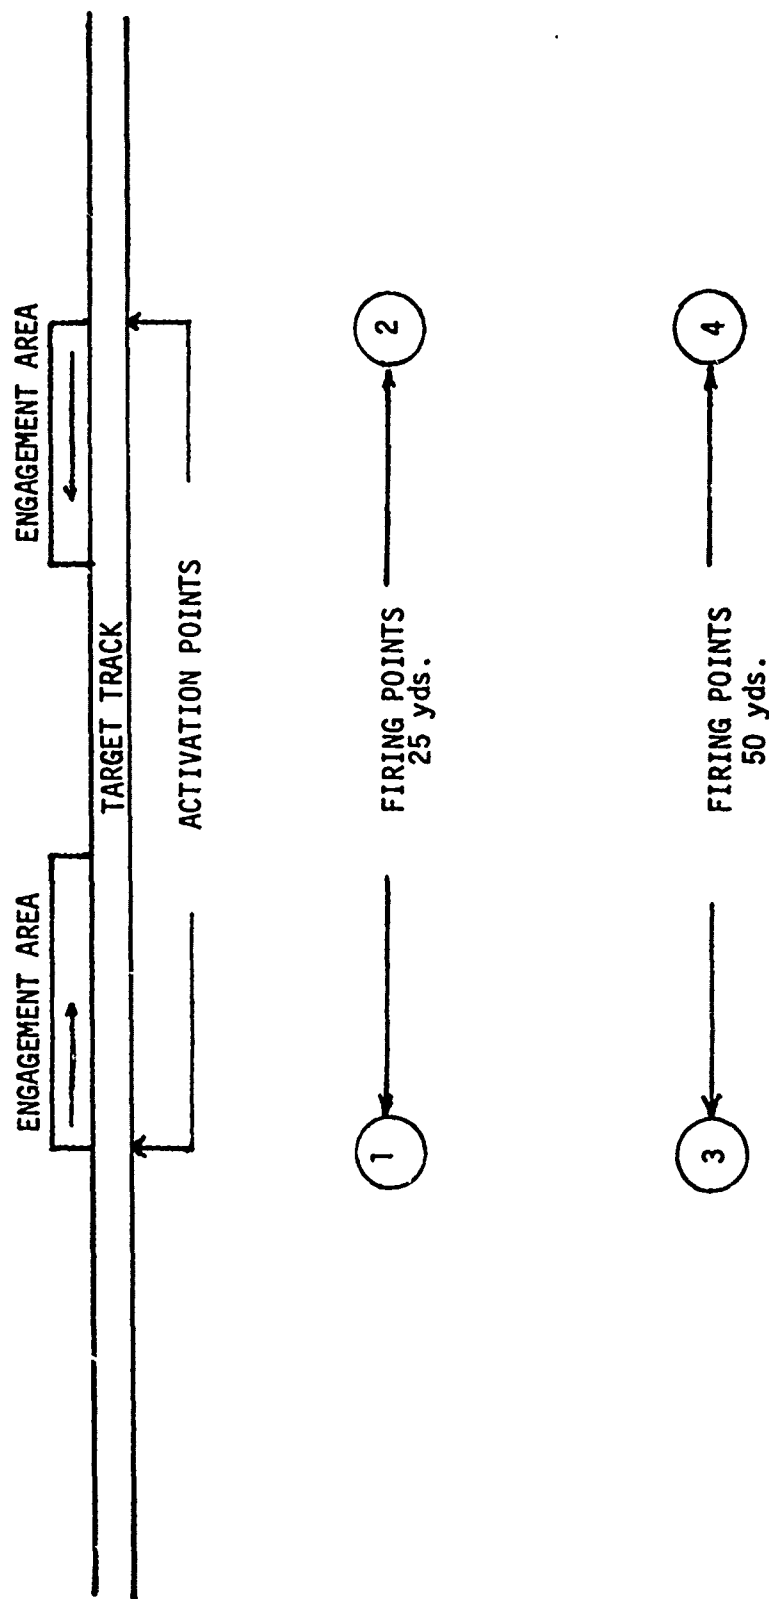 ENGAGEMENT AREA
ENGAGEMENT AREA
TARGET TRACK
ACTIVATION POINTS
1
FIRING POINTS
25 yds.
2
3
FIRING POINTS
50 yds.
4